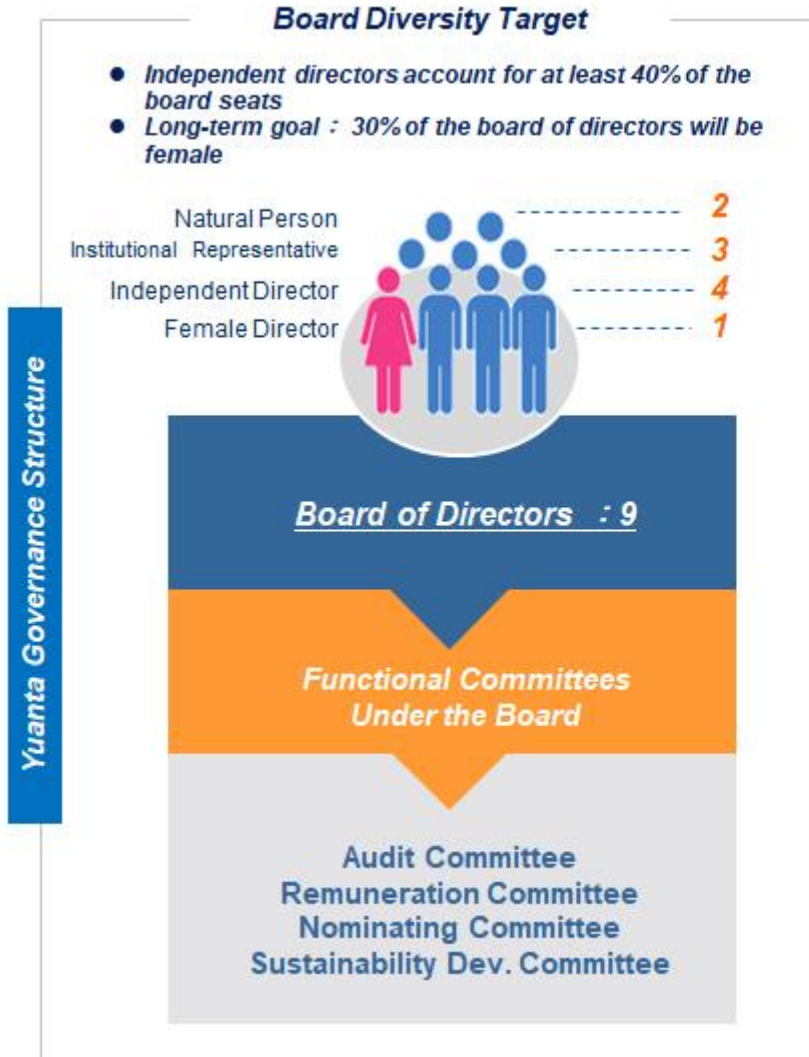 Board Diversity Target
● Independent directors account for at least 40% of the
board seats
● Long-term goal : 30% of the board of directors will be
female
Natural Person 2
Institutional Representative 3
Independent Director 4
Female Director 1
Yuanta Governance Structure
Board of Directors : 9
Functional Committees
Under the Board
Audit Committee
Remuneration Committee
Nominating Committee
Sustainability Dev. Committee